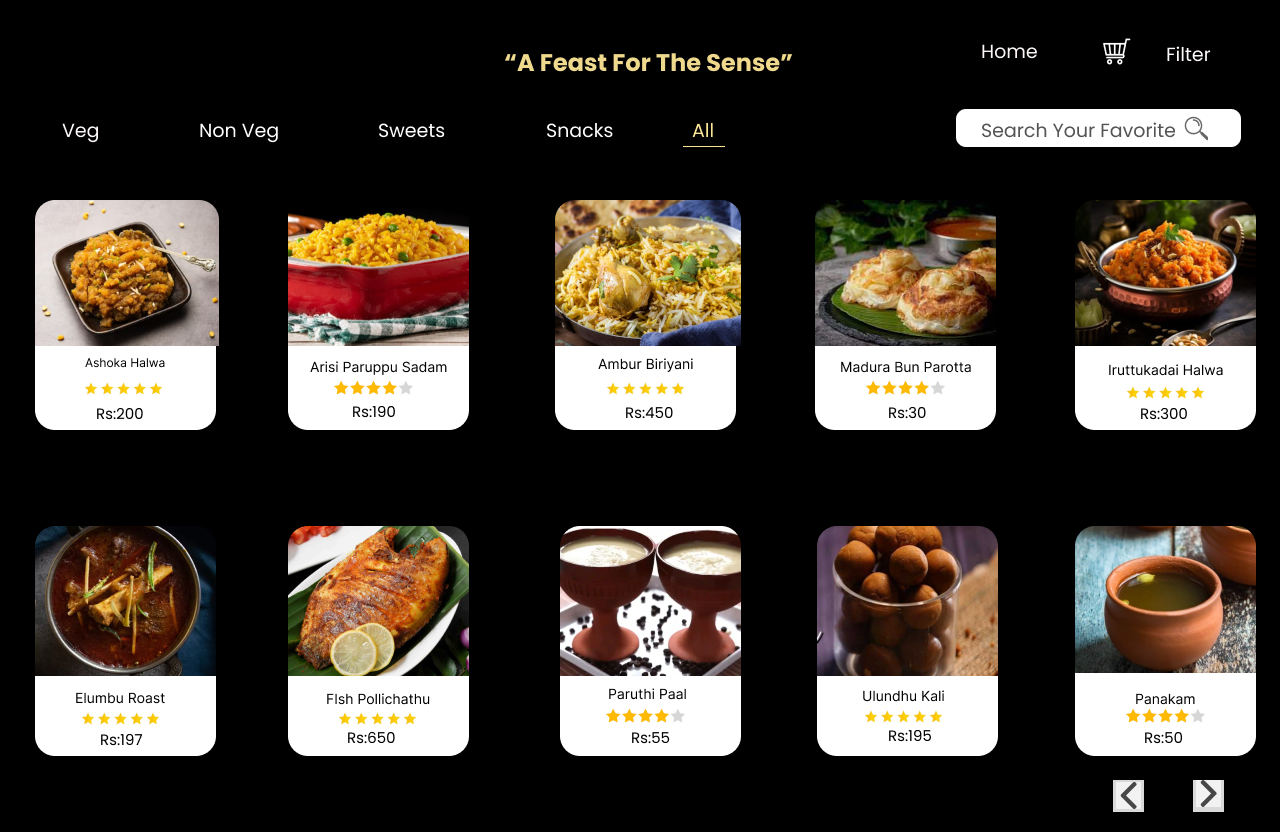 “A Feast For The Sense”
Home
Filter
Veg
Non Veg
Sweets
Snacks
All
Search Your Favorite
Ashoka Halwa
Rs:200
Arisi Paruppu Sadam
Rs:190
Ambur Biriyani
Rs:450
Madura Bun Parotta
Rs:30
Iruttukadai Halwa
Rs:300
Elumbu Roast
Rs:197
FIsh Pollichathu
Rs:650
Paruthi Paal
Rs:55
Ulundhu Kali
Rs:195
Panakam
Rs:50